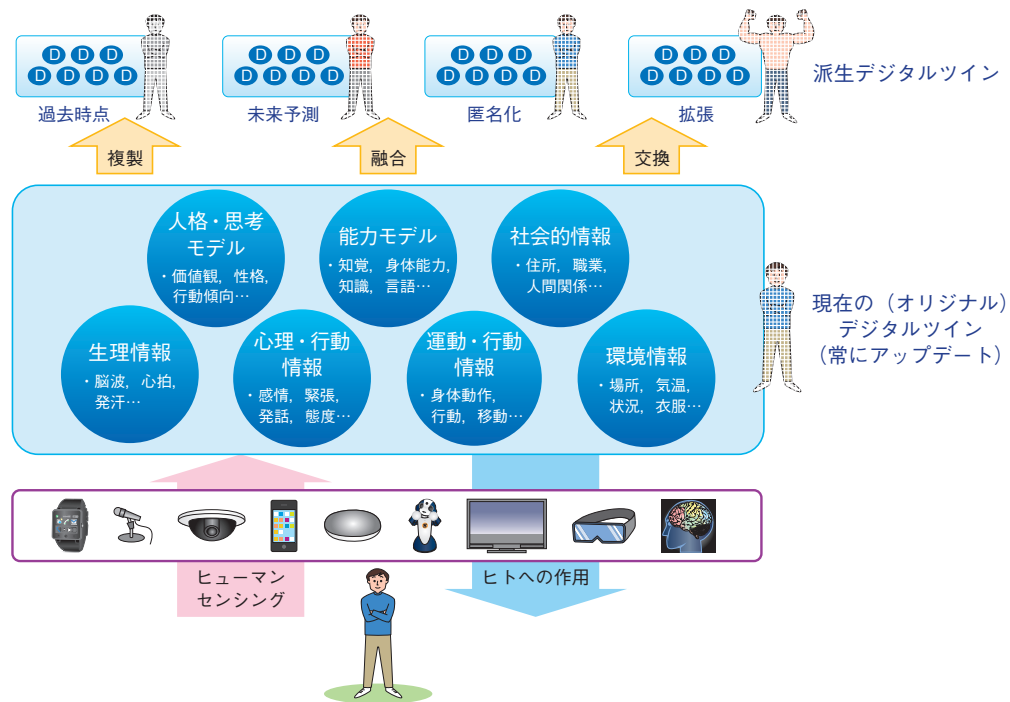 D D D
D D D D
D D D
D D D D
D D D
D D D D
D D D
D D D D
派生デジタルツイン
過去時点
未来予測
匿名化
拡張
複製
融合
交換
人格・思考
モデル
・価値観，性格，
行動傾向…
能力モデル
・知覚，身体能力，
知識，言語…
社会的情報
・住所，職業，
人間関係…
生理情報
・脳波，心拍，
発汗…
心理・行動
情報
・感情，緊張，
発話，態度…
運動・行動
情報
・身体動作，
行動，移動…
環境情報
・場所，気温，
状況，衣服…
現在の（オリジナル）
デジタルツイン
（常にアップデート）
ヒューマン
センシング
ヒトへの作用